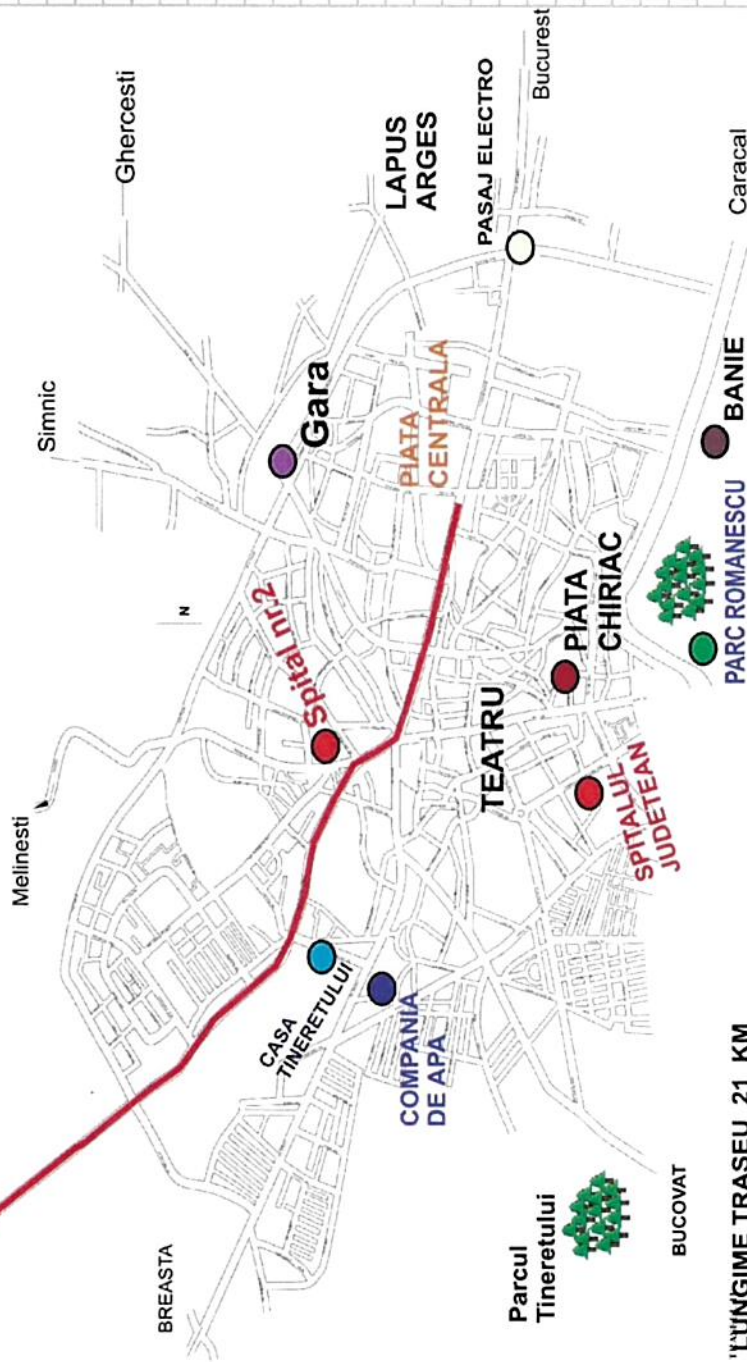 Ghercesti
Simnic
Melinesti
N
LAPUS
ARGES
Gara
PASAJ ELECTRO
Bucurest
PIATA
CENTRALA
Spital nr.2
CASA
TINERETULUI
COMPANIA
DE APA
BREASTA
TEATRU
PIATA
CHIRIAC
SPITALUL
JUDETEAN
Caracal
BANIE
PARC ROMANESCU
Parcul
Tineretului
BUCOVAT
LUNGIME TRASEU 21 KM